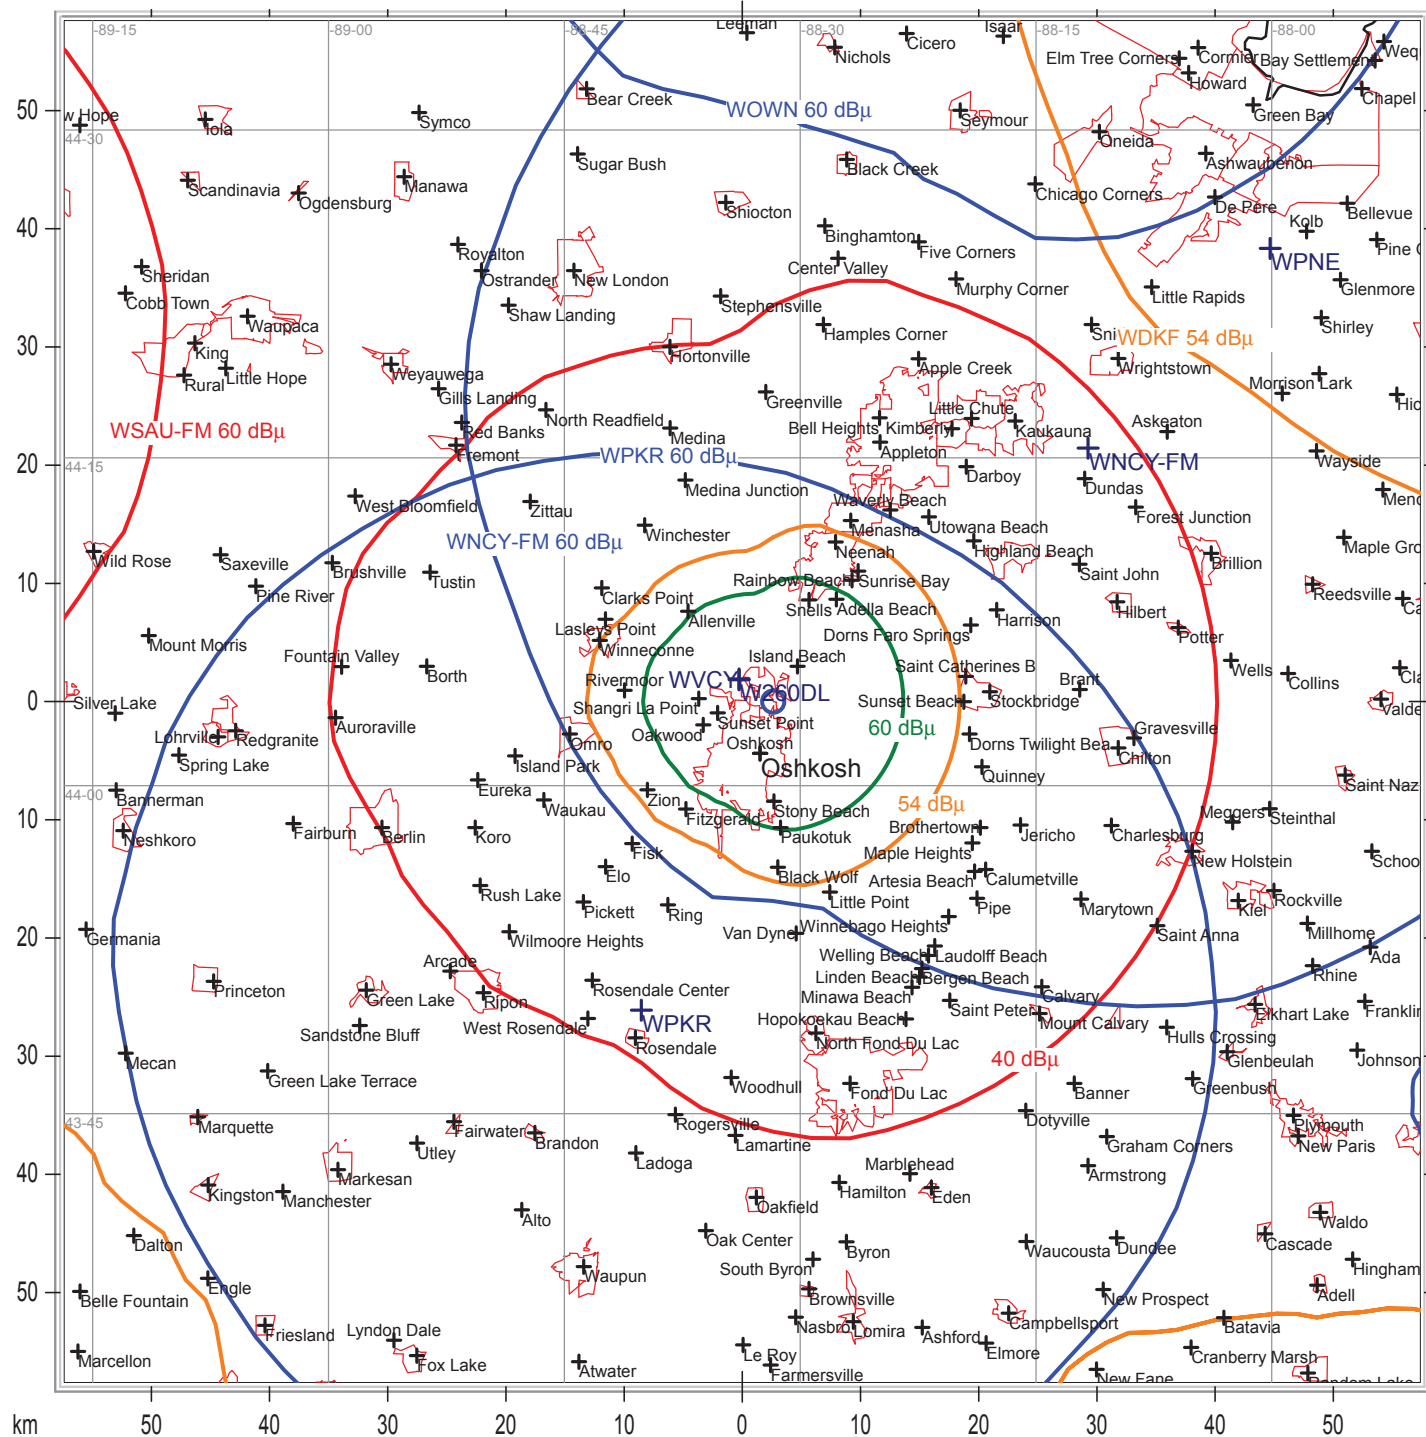 Leeman
Isaar
-89-15
-89-00
-88-45
-88-30
-88-15
-88-00
Cicero
Nichols
Elm Tree Corners
Cormier
Bay Settlement
Weq
Howard
Bear Creek
Chapel
50
WOWN 60 dBµ
Green Bay
w Hope
Iola
Symco
Seymour
44-30
Oneida
Sugar Bush
Black Creek
Ashwaubenon
Scandinavia
Manawa
Ogdensburg
Chicago Corners
Shiocton
De Pere
Bellevue
40
Kolb
Binghamton
Royalton
Five Corners
Pine G
WPNE
Center Valley
Sheridan
Ostrander
New London
Murphy Corner
Glenmore
Cobb Town
Little Rapids
Stephensville
Shaw Landing
Waupaca
Hamples Corner
Sni
WDKF 54 dBµ
Shirley
30
King
Hortonville
Rural
Little Hope
Weyauwega
Apple Creek
Wrightstown
Morrison
Lark
Gills Landing
Greenville
Hic
WSAU-FM 60 dBµ
Red Banks
North Readfield
Medina
Bell Heights
Kimberly
Little Chute
Kaukauna
Askeaton
Fremont
Appleton
20
44-15
WPKR 60 dBµ
WNCY-FM
Wayside
Darboy
Medina Junction
Dundas
West Bloomfield
Zittau
Waverly Beach
Menc
Forest Junction
Winchester
Menasha
Utowana Beach
WNCY-FM 60 dBµ
Neenah
Highland Beach
Maple Gro
Wild Rose
Saxeville
Brushville
Tustin
Saint John
Brillion
10
Pine River
Rainbow Beach
Sunrise Bay
Clarks Point
Reedsville
Snells
Adella Beach
Hilbert
Ca
Allenville
Harrison
Lasleys Point
Dorns Faro Springs
Potter
Mount Morris
Winneconne
Fountain Valley
Island Beach
Saint Catherines B
Borth
Wells
Collins
Cla
Rivermoor
WVCY
W260DL
Brant
0
Silver Lake
Shangri La Point
Sunset Beach
Stockbridge
Valde
Auroraville
Sunset Point
60 dBµ
Gravesville
Lohrville
Redgranite
Oakwood
Omro
Oshkosh
Dorns Twilight Bea
Chilton
Spring Lake
Island Park
Oshkosh
Quinney
Saint Naz
44-00
Bannerman
Eureka
Zion
54 dBµ
Waukau
Fitzgerald
Stony Beach
Meggers
Steinthal
10
Neshkoro
Fairburn
Berlin
Koro
Paukotuk
Brothertown
Jericho
Charlesburg
Fisk
Maple Heights
Schoo
New Holstein
Elo
Black Wolf
Artesia Beach
Calumetville
Rush Lake
Little Point
Pipe
Marytown
Kiel
Rockville
Pickett
Ring
Winnebago Heights
20
Germania
Wilmoore Heights
Van Dyne
Saint Anna
Millhome
Ada
Welling Beach
Laudolff Beach
Arcade
Linden Beach
Bergen Beach
Rhine
Princeton
Green Lake
Ripon
Rosendale Center
Minawa Beach
Calvary
Saint Peter
Elkhart Lake
Franklin
Sandstone Bluff
West Rosendale
WPKR
Hopokoekau Beach
Mount Calvary
Hulls Crossing
30
Mecan
Rosendale
North Fond Du Lac
40 dBµ
Glenbeulah
Johnson
Green Lake Terrace
Woodhull
Fond Du Lac
Banner
Greenbush
43-45
Marquette
Fairwater
Brandon
Rogersville
Dotyville
Plymouth
Utley
Lamartine
Graham Corners
New Paris
Ladoga
Marblehead
Armstrong
40
Kingston
Manchester
Markesan
Hamilton
Eden
Oakfield
Alto
Waldo
Dalton
Oak Center
Byron
Waucousta
Dundee
Cascade
South Byron
Hingham
Waupun
50
Belle Fountain
Engle
Brownsville
New Prospect
Adell
Friesland
Lyndon Dale
Nasbro
Lomira
Ashford
Campbellsport
Batavia
Marcellon
Fox Lake
Le Roy
Elmore
Cranberry Marsh
Atwater
Farmersville
New Fane
Random Lake
km
50
40
30
20
10
0
10
20
30
40
50